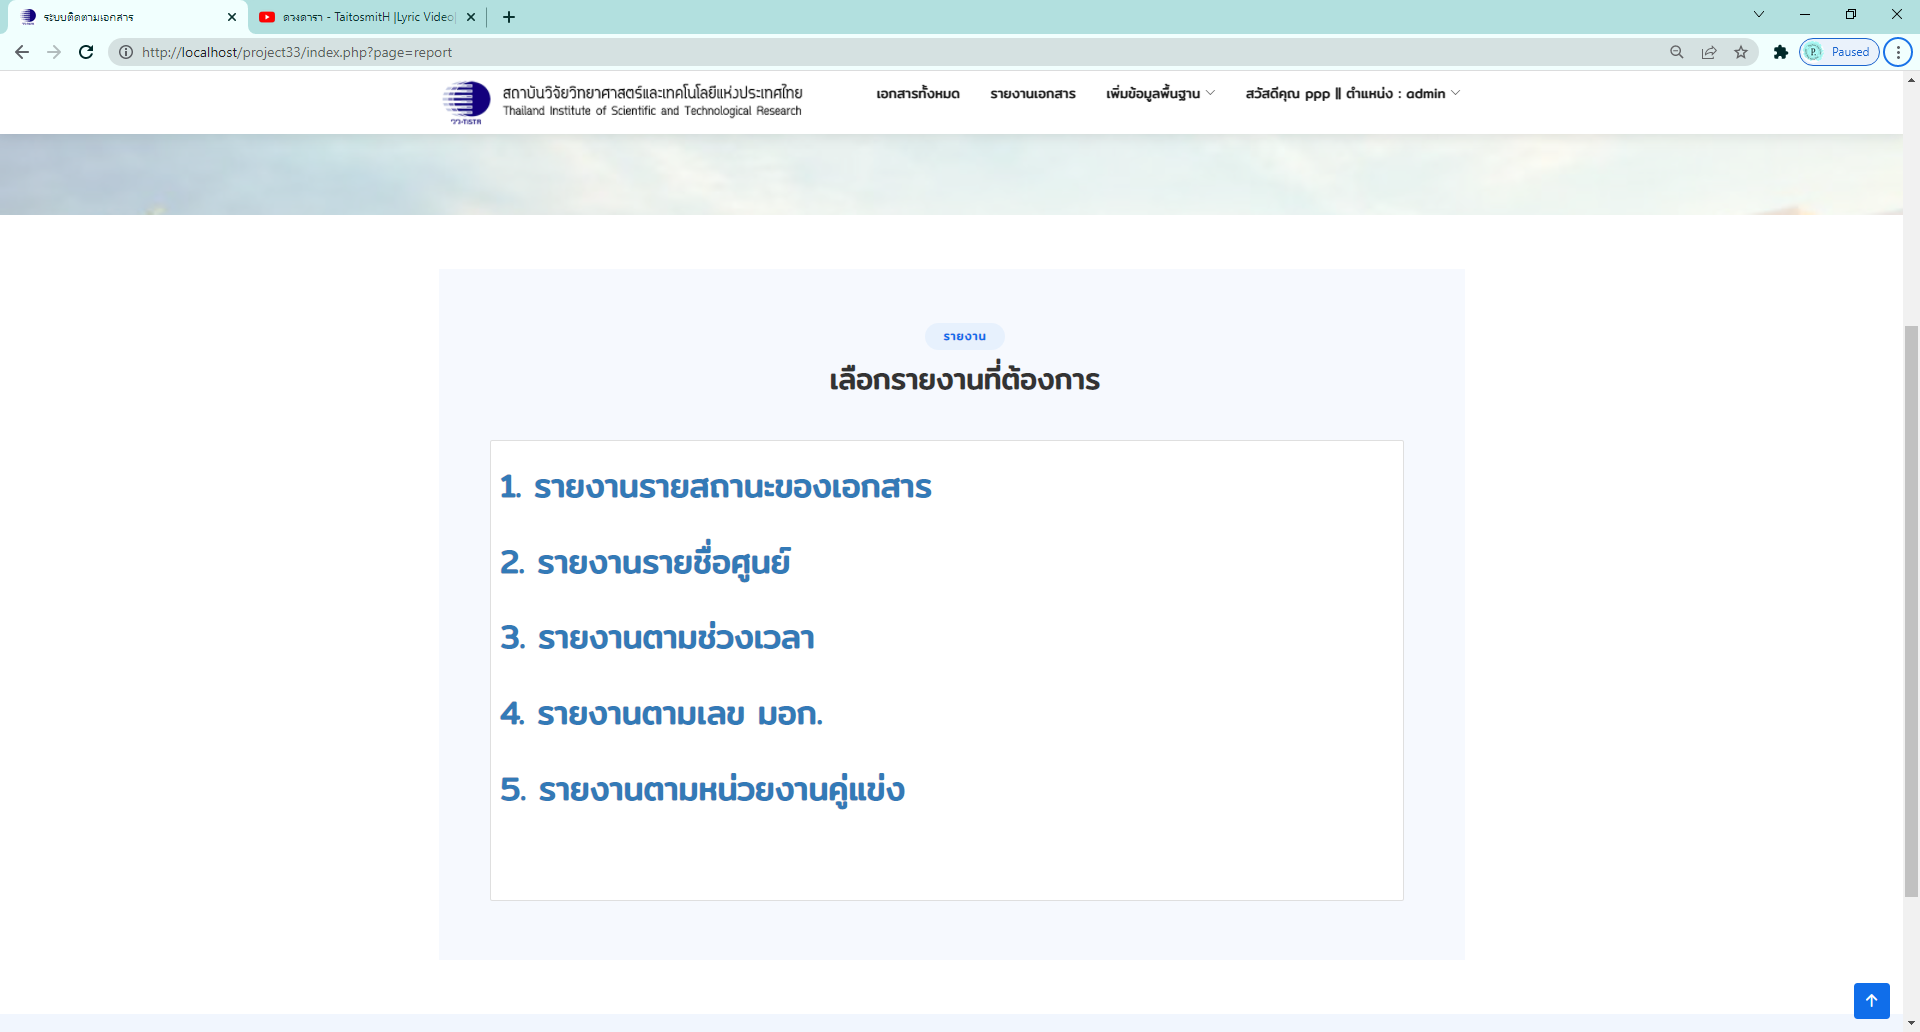 ระบบติดตามเอกสาร
ดวงดารา - TaitosmitH |Lyric Video|
http://localhost/project33/index.php?page=report
Paused
สถาบันวิจัยวิทยาศาสตร์และเทคโนโลยีแห่งประเทศไทย
Thailand Institute of Scientific and Technological Research
วว-TISTR
เอกสารทั้งหมด
รายงานเอกสาร
เพิ่มข้อมูลพื้นฐาน
สวัสดีคุณ ppp || ตำแหน่ง : admin
รายงาน
เลือกรายงานที่ต้องการ
1. รายงานรายสถานะของเอกสาร
2. รายงานรายชื่อศูนย์
3. รายงานตามช่วงเวลา
4. รายงานตามเลข มอก.
5. รายงานตามหน่วยงานคู่แข่ง